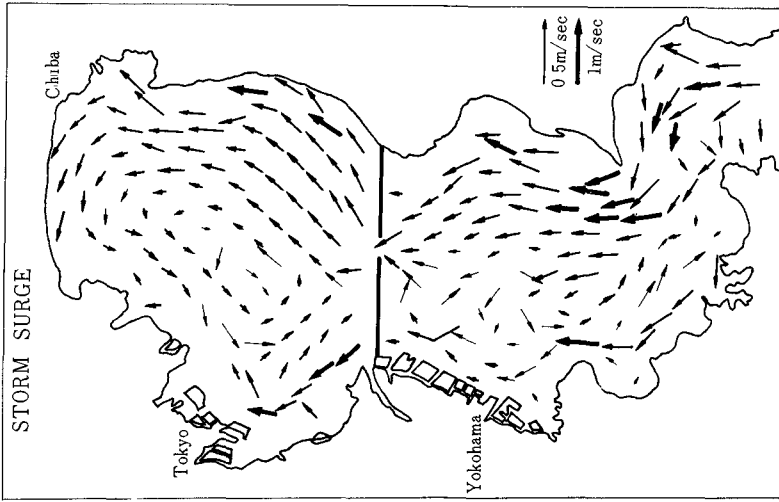 STORM SURGE
Chiba
Tokyo
Yokohama
0 5m/sec
1m/sec